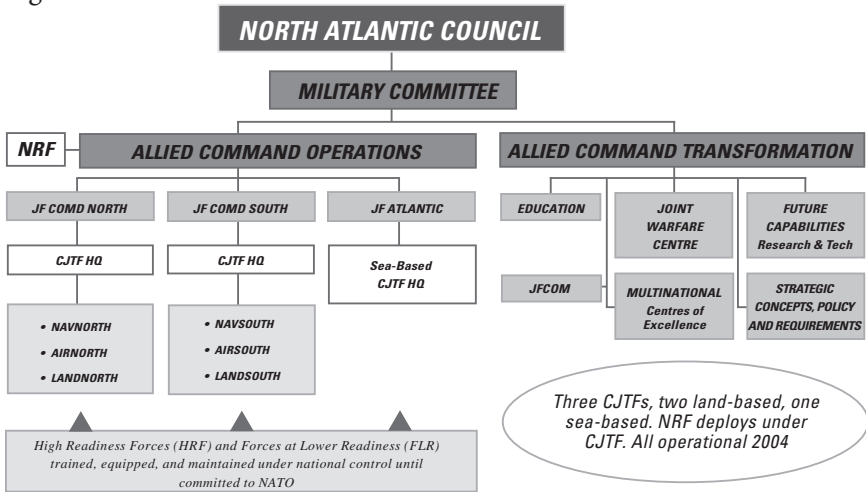 NORTH ATLANTIC COUNCIL
MILITARY COMMITTEE
NRF
ALLIED COMMAND OPERATIONS
ALLIED COMMAND TRANSFORMATION
JF COMD NORTH
JF COMD SOUTH
JF ATLANTIC
CJTF HQ
CJTF HQ
Sea-Based
CJTF HQ
• NAVNORTH
• AIRNORTH
• LANDNORTH
• NAVSOUTH
• AIRSOUTH
• LANDSOUTH
EDUCATION
JOINT
WARFARE
CENTRE
FUTURE
CAPABILITIES
Research & Tech
JFCOM
MULTINATIONAL
Centres of
Excellence
STRATEGIC
CONCEPTS, POLICY
AND REQUIREMENTS
High Readiness Forces (HRF) and Forces at Lower Readiness (FLR)
trained, equipped, and maintained under national control until
committed to NATO
Three CJTFs, two land-based, one
sea-based. NRF deploys under
CJTF. All operational 2004